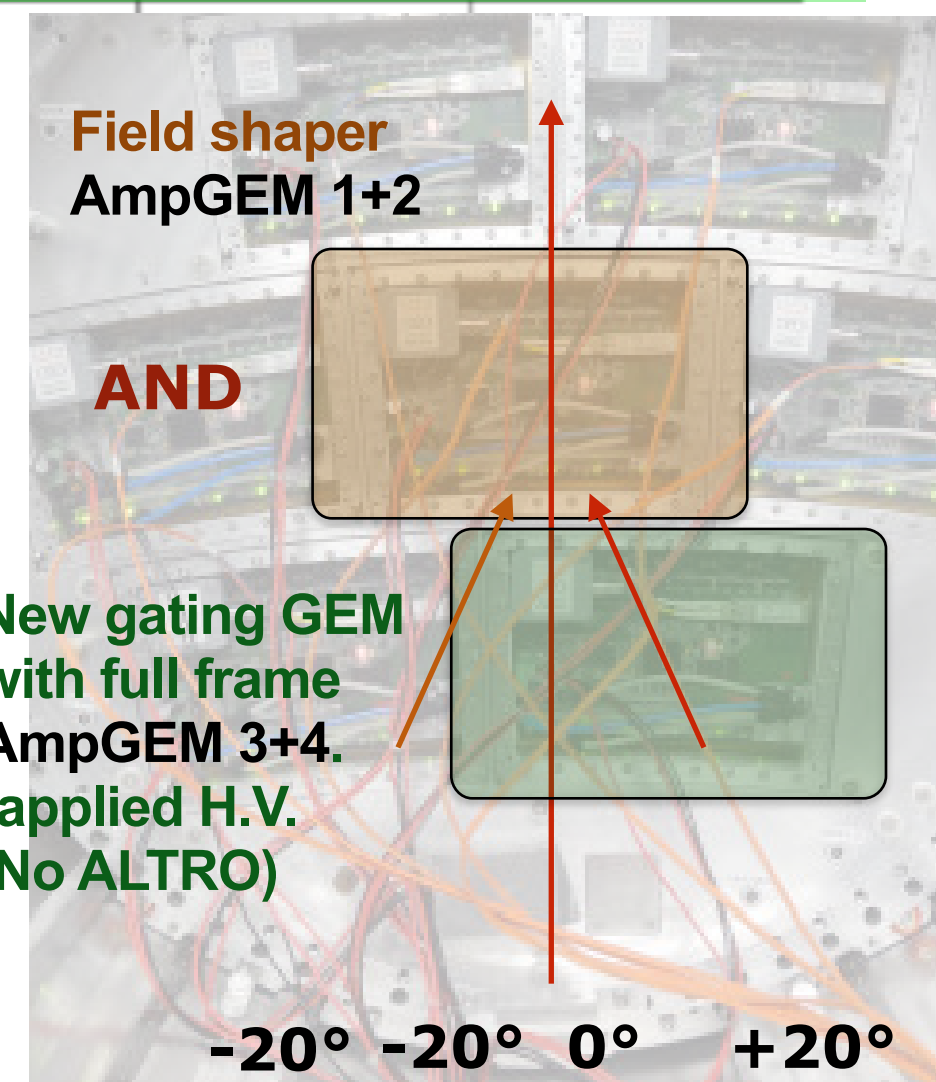 Field shaper
AmpGEM 1+2
AND
New gating GEM
with full frame
AmpGEM 3+4.
applied H.V.
(No ALTRO)
-20° -20° 0° +20°